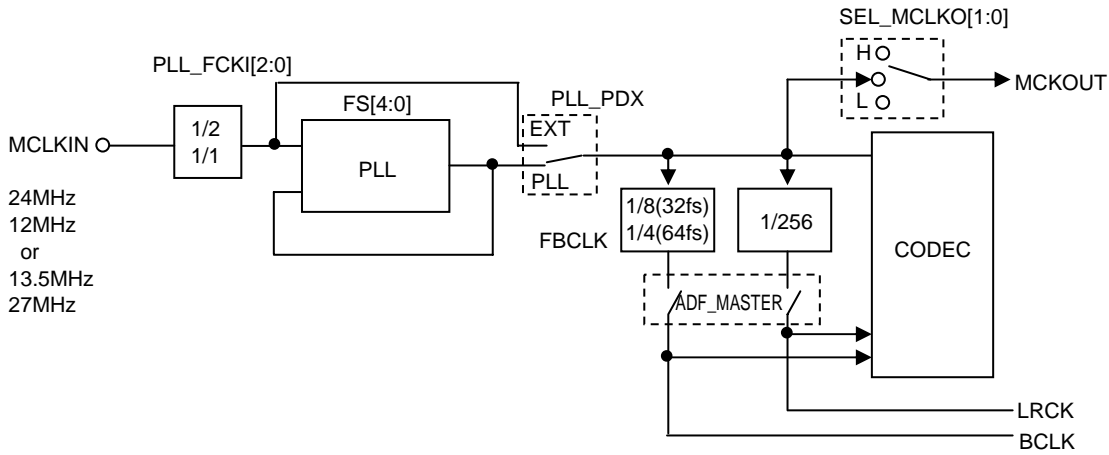 SEL_MCLKO[1:0]
H
L
MCKOUT
PLL_FCKI[2:0]
FS[4:0]
PLL_PDX
EXT
PLL
MCLKIN
1/2
1/1
PLL
24MHz
12MHz
or
13.5MHz
27MHz
1/8(32fs)
1/4(64fs)
FBCLK
1/256
CODEC
ADF_MASTER
LRCK
BCLK